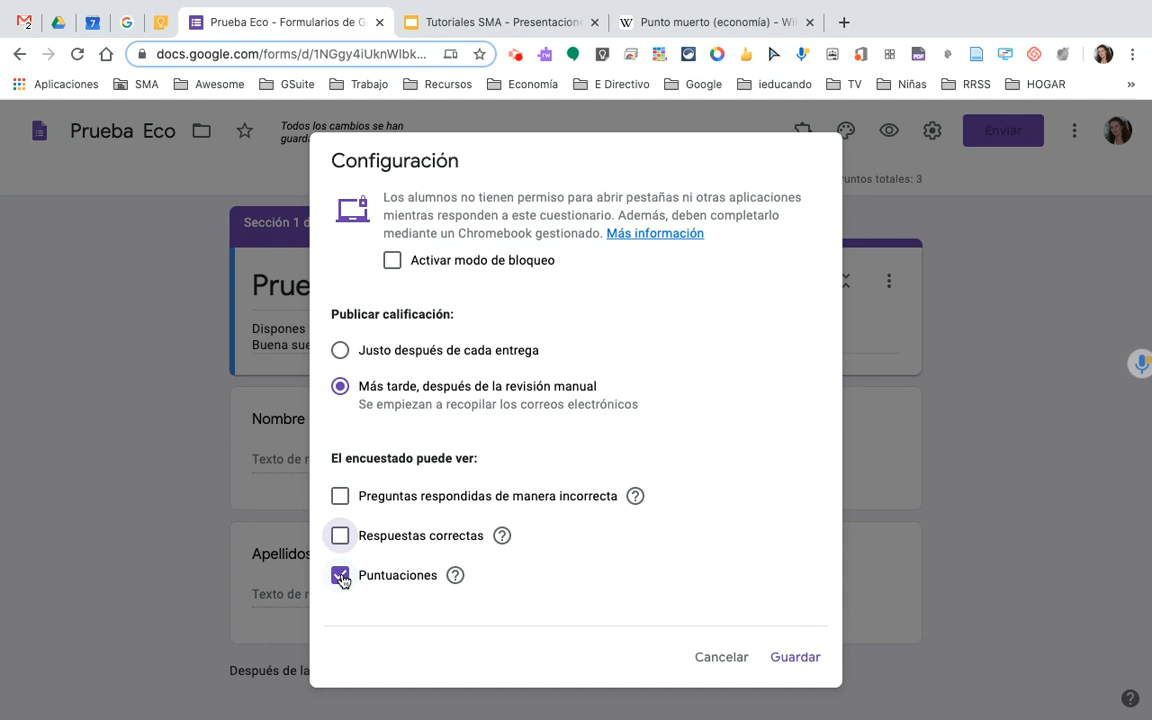 Prueba Eco - Formularios de G
Tutoriales SMA - Presentacione
Punto muerto (economía) - Wi
docs.google.com/forms/d/1NGgy4iUknWIbk...
Aplicaciones
SMA
Awesome
GSuite
Trabajo
Recursos
Economía
E Directivo
Google
ieducando
TV
Niñas
RRSS
HOGAR
»
Prueba Eco
Todos los cambios se han
guard
Enviar
untos totales: 3
Sección 1 d
Prue
Dispones
Buena sue
Nombre
Texto de r
Apellidos
Texto de r
Después de la
Configuración
Los alumnos no tienen permiso para abrir pestañas ni otras aplicaciones
mientras responden a este cuestionario. Además, deben completarlo
mediante un Chromebook gestionado. Más información
Activar modo de bloqueo
Publicar calificación:
Justo después de cada entrega
Más tarde, después de la revisión manual
Se empiezan a recopilar los correos electrónicos
El encuestado puede ver:
Preguntas respondidas de manera incorrecta
Respuestas correctas
Puntuaciones
Cancelar
Guardar